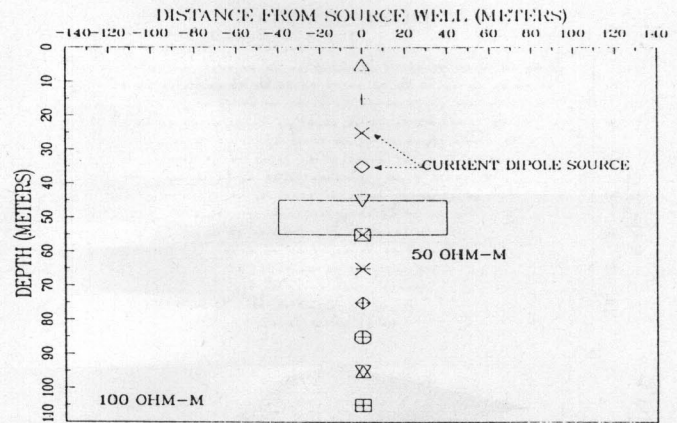 DISTANCE FROM SOURCE WELL (METERS)
-140 -120 -100 -80 -60 -40 -20 0 20 40 60 80 100 120 140
0
10
20
30
CURRENT DIPOLE SOURCE
40
50
50 OHM-M
60
DEPTH (METERS)
70
80
90
100
100 OHM-M
110